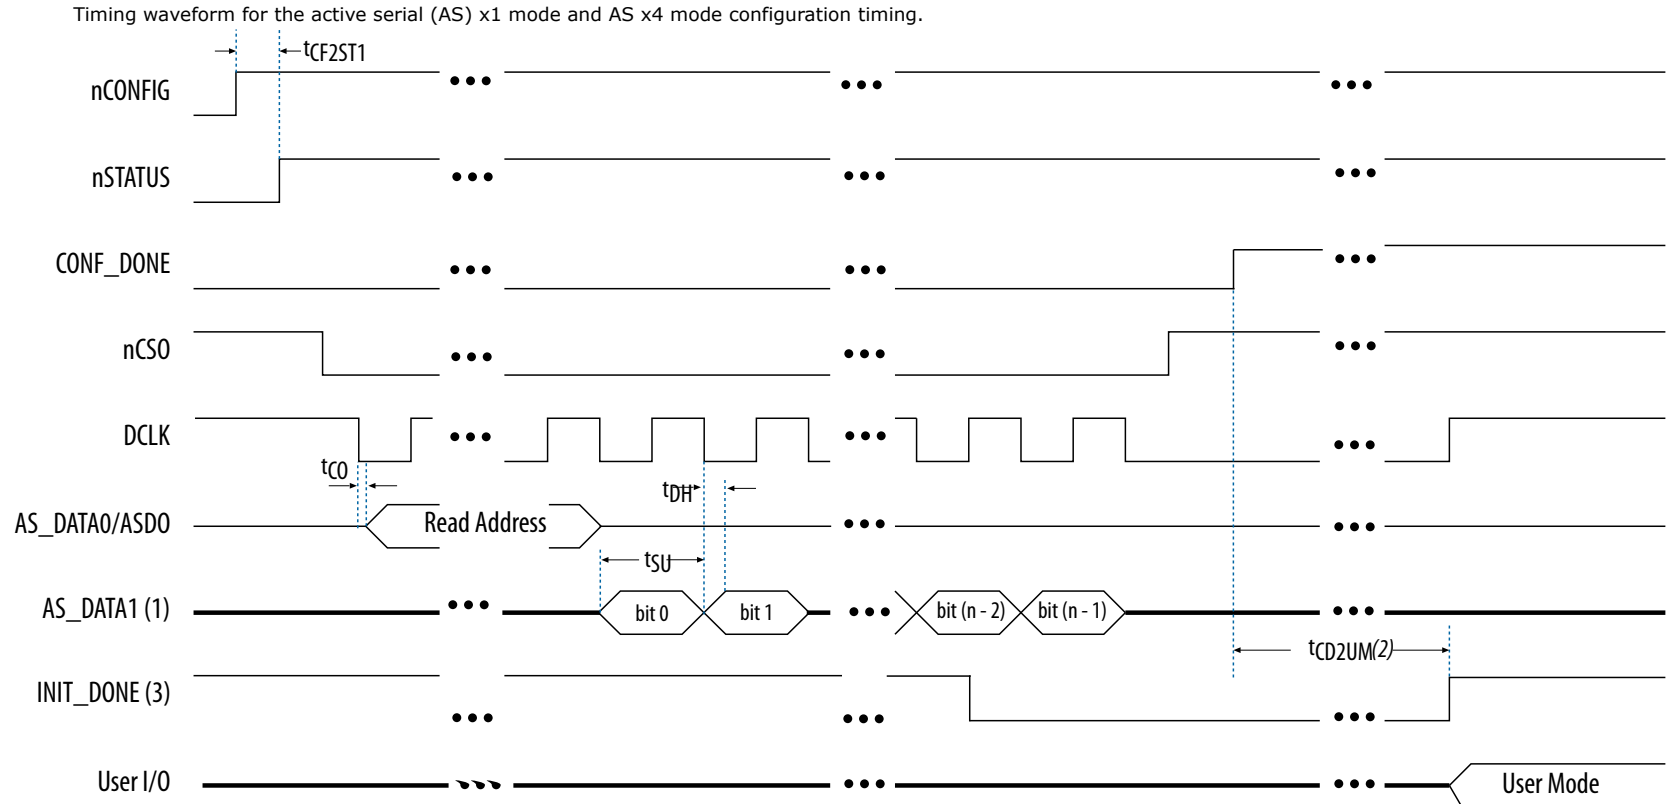 Timing waveform for the active serial (AS) x1 mode and AS x4 mode configuration timing.
tCF2ST1
nCONFIG
nSTATUS
CONF_DONE
nCSO
DCLK
tCO
tDH
AS_DATA0/ASDO
Read Address
tSU
AS_DATA1 (1)
bit 0
bit 1
bit (n - 2)
bit (n - 1)
tCD2UM(2)
INIT_DONE (3)
User I/O
User Mode